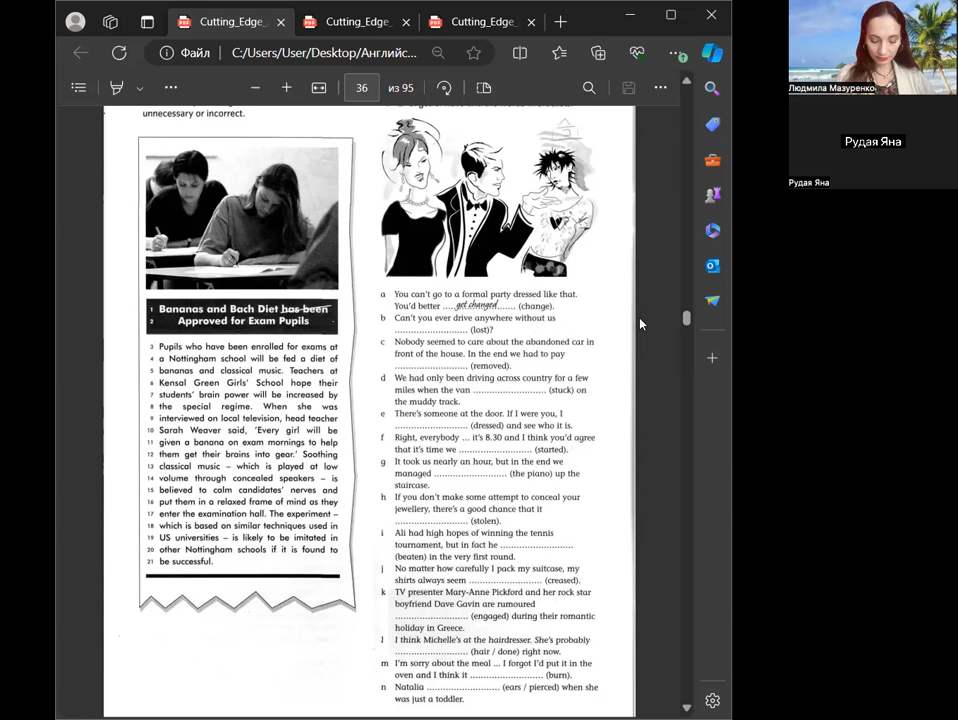 Cutting_Edge_
Cutting_Edge_
Cutting_Edge_
Файл
C:/Users/User/Desktop/Английс...
36
из 95
unnecessary or incorrect.
1 Bananas and Bach Diet has been
2 Approved for Exam Pupils
3 Pupils who have been enrolled for exams at
4 a Nottingham school will be fed a diet of
5 bananas and classical music. Teachers at
6 Kensal Green Girls' School hope their
7 students' brain power will be increased by
8 the special regime. When she was
9 interviewed on local television, head teacher
10 Sarah Weaver said, 'Every girl will be
11 given a banana on exam mornings to help
12 them get their brains into gear.' Soothing
13 classical music – which is played at low
14 volume through concealed speakers – is
15 believed to calm candidates' nerves and
16 put them in a relaxed frame of mind as they
17 enter the examination hall. The experiment –
18 which is based on similar techniques used in
19 US universities – is likely to be imitated in
20 other Nottingham schools if it is found to
21 be successful.
a You can't go to a formal party dressed like that.
You'd better .....get changed...... (change).
b Can't you ever drive anywhere without us
.......................... (lost)?
c Nobody seemed to care about the abandoned car in
front of the house. In the end we had to pay
.......................... (removed).
d We had only been driving across country for a few
miles when the van .......................... (stuck) on
the muddy track.
e There's someone at the door. If I were you, I
.......................... (dressed) and see who it is.
f Right, everybody ... it's 8.30 and I think you'd agree
that it's time we .......................... (started).
g It took us nearly an hour, but in the end we
managed .......................... (the piano) up the
staircase.
h If you don't make some attempt to conceal your
jewellery, there's a good chance that it
.......................... (stolen).
i Ali had high hopes of winning the tennis
tournament, but in fact he ..........................
(beaten) in the very first round.
j No matter how carefully I pack my suitcase, my
shirts always seem .......................... (creased).
k TV presenter Mary-Anne Pickford and her rock star
boyfriend Dave Gavin are rumoured
.......................... (engaged) during their romantic
holiday in Greece.
l I think Michelle's at the hairdresser. She's probably
.......................... (hair / done) right now.
m I'm sorry about the meal ... I forgot I'd put it in the
oven and I think it .......................... (burn).
n Natalia .......................... (ears / pierced) when she
was just a toddler.
Людмила Мазуренко
Рудая Яна
Рудая Яна